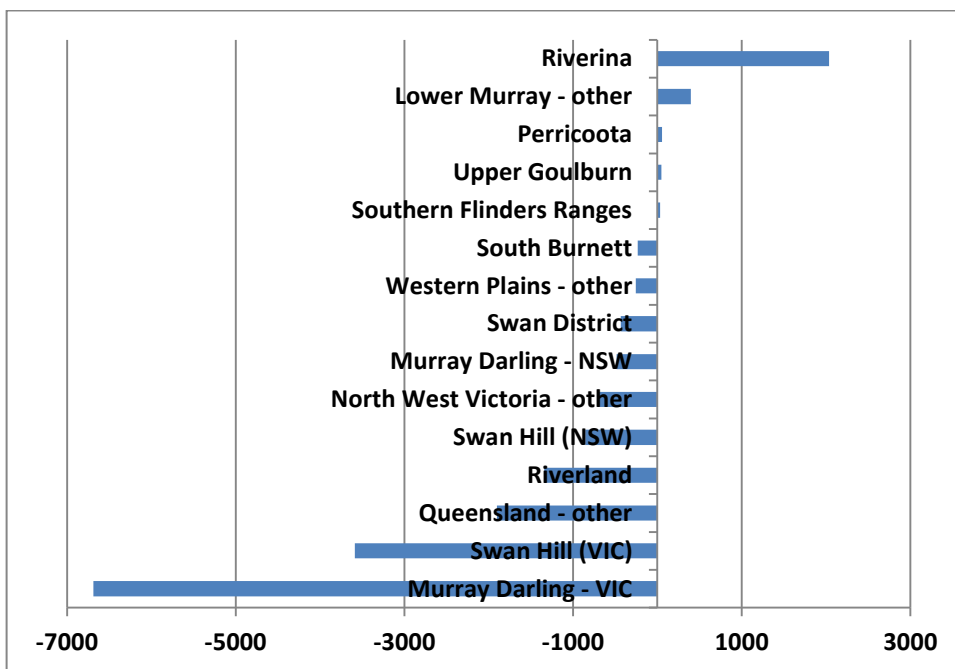 Riverina
Lower Murray - other
Perricoota
Upper Goulburn
Southern Flinders Ranges
South Burnett
Western Plains - other
Swan District
Murray Darling - NSW
North West Victoria - other
Swan Hill (NSW)
Riverland
Queensland - other
Swan Hill (VIC)
Murray Darling - VIC
-7000 -5000 -3000 -1000 1000 3000